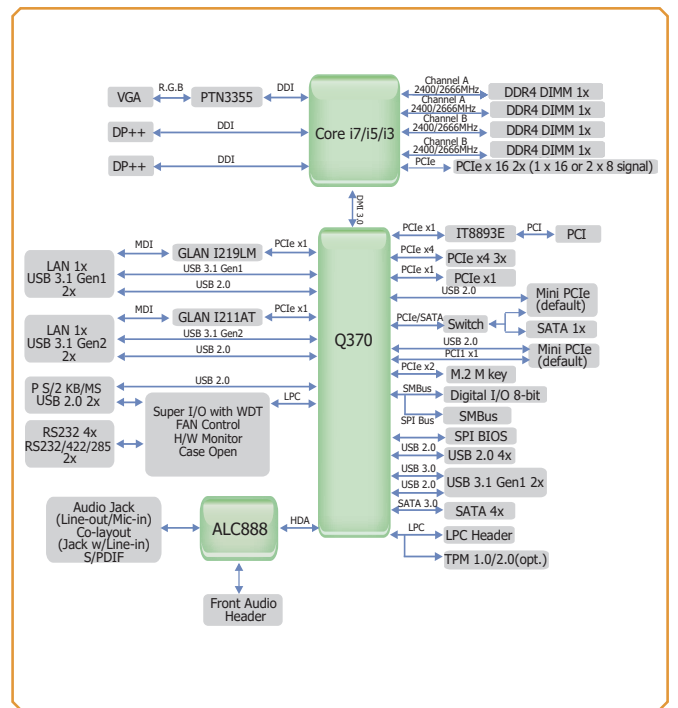 VGA
R.G.B
PTN3355
DDI
DP++
DDI
DP++
DDI
Core i7/i5/i3
Channel A
2400/2666MHz
DDR4 DIMM 1x
Channel A
2400/2666MHz
DDR4 DIMM 1x
Channel B
2400/2666MHz
DDR4 DIMM 1x
Channel B
2400/2666MHz
DDR4 DIMM 1x
PCIe
PCIe x 16 2x (1 x 16 or 2 x 8 signal)
DMI 3.0
LAN 1x
USB 3.1 Gen1
2x
MDI
GLAN I219LM
PCIe x1
USB 3.1 Gen1
USB 2.0
LAN 1x
USB 3.1 Gen2
2x
MDI
GLAN I211AT
PCIe x1
USB 3.1 Gen2
USB 2.0
P S/2 KB/MS
USB 2.0 2x
USB 2.0
RS232 4x
RS232/422/285
2x
Super I/O with WDT
FAN Control
H/W Monitor
Case Open
LPC
Q370
PCIe x1
IT8893E
PCI
PCI
PCIe x4
PCIe x4 3x
PCIe x1
PCIe x1
USB 2.0
Mini PCIe
(default)
PCIe/SATA
Switch
SATA 1x
USB 2.0
PCI1 x1
Mini PCIe
(default)
PCIe x2
M.2 M key
SMBus
Digital I/O 8-bit
SPI Bus
SMBus
SPI BIOS
USB 2.0
USB 2.0 4x
USB 3.0
USB 2.0
USB 3.1 Gen1 2x
SATA 3.0
SATA 4x
LPC
LPC Header
TPM 1.0/2.0(opt.)
Audio Jack
(Line-out/Mic-in)
Co-layout
(Jack w/Line-in)
S/PDIF
ALC888
HDA
Front Audio
Header